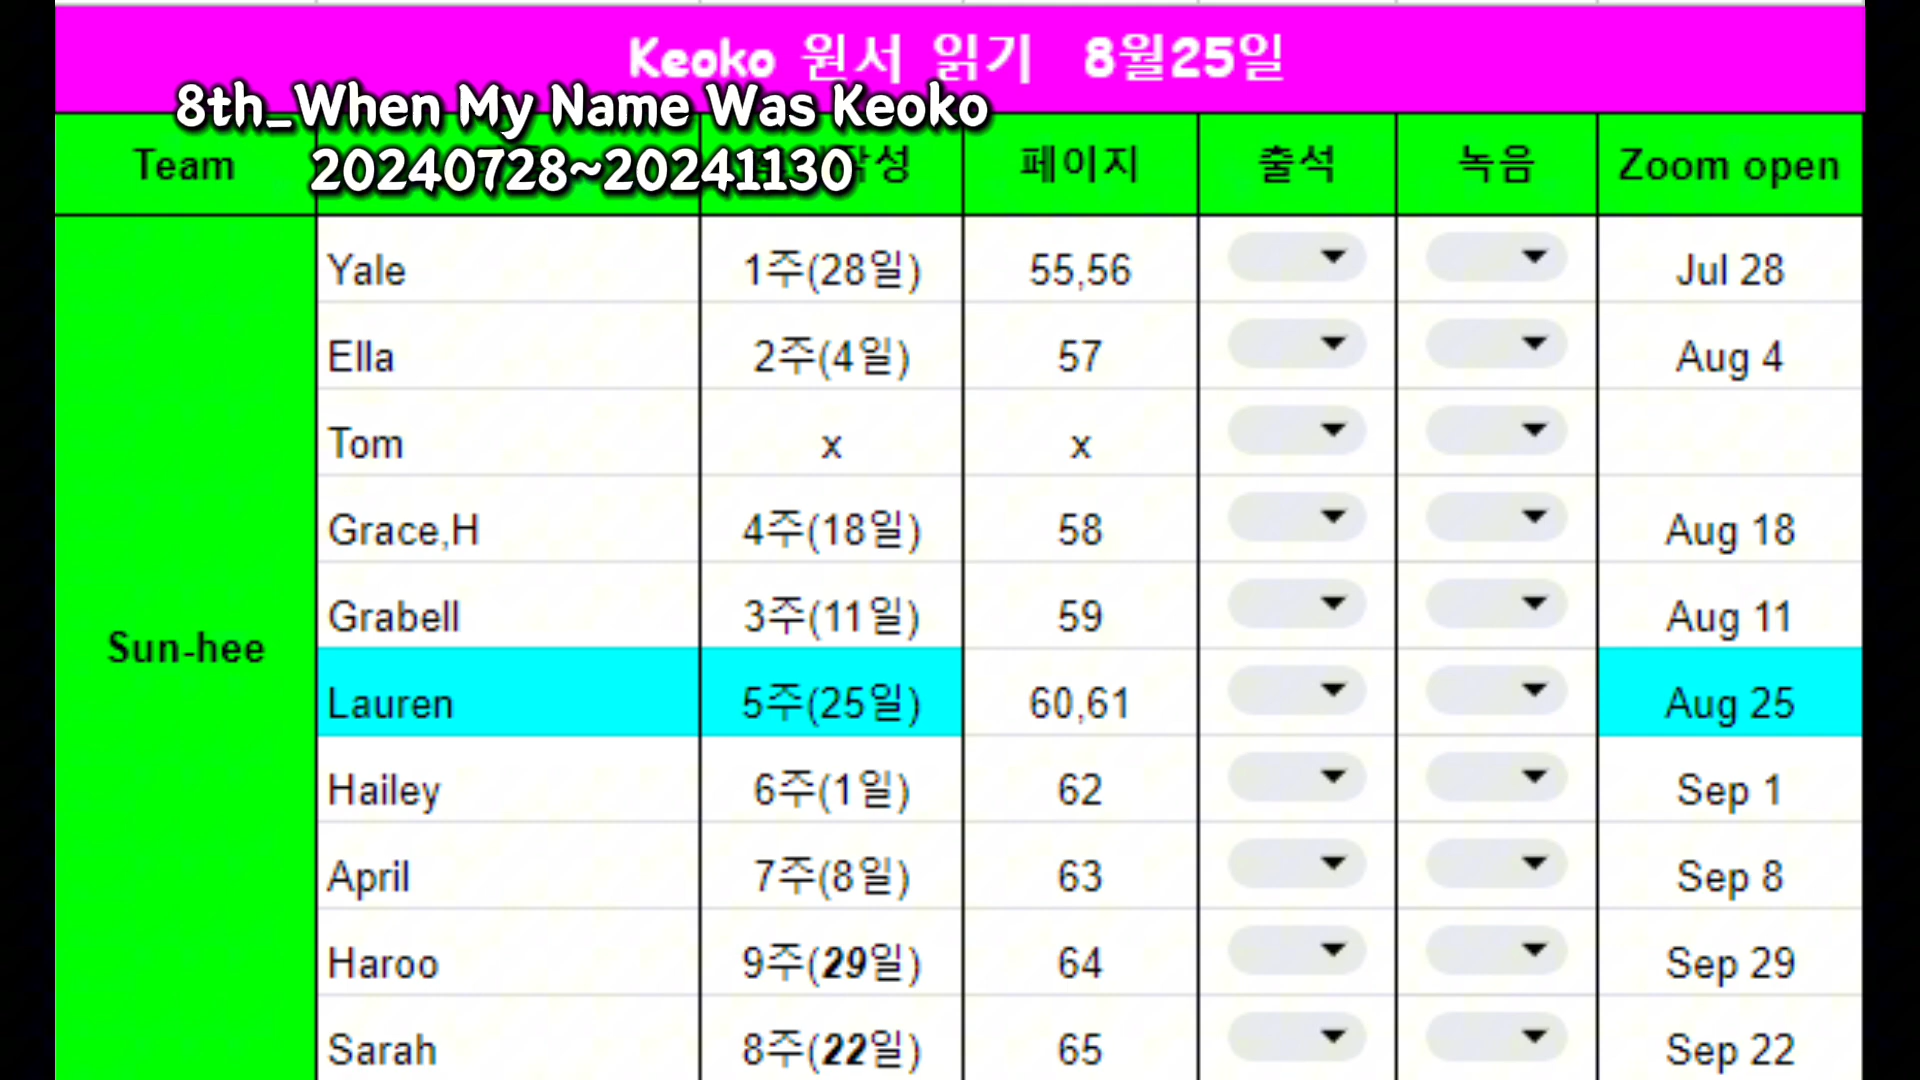 Keoko 원서 읽기 8월25일
8th_When My Name Was Keoko
20240728~20241130
Team 작성 페이지 출석 녹음 Zoom open
Sun-hee
Yale 1주(28일) 55,56 Jul 28
Ella 2주(4일) 57 Aug 4
Tom x x
Grace,H 4주(18일) 58 Aug 18
Grabell 3주(11일) 59 Aug 11
Lauren 5주(25일) 60,61 Aug 25
Hailey 6주(1일) 62 Sep 1
April 7주(8일) 63 Sep 8
Haroo 9주(29일) 64 Sep 29
Sarah 8주(22일) 65 Sep 22